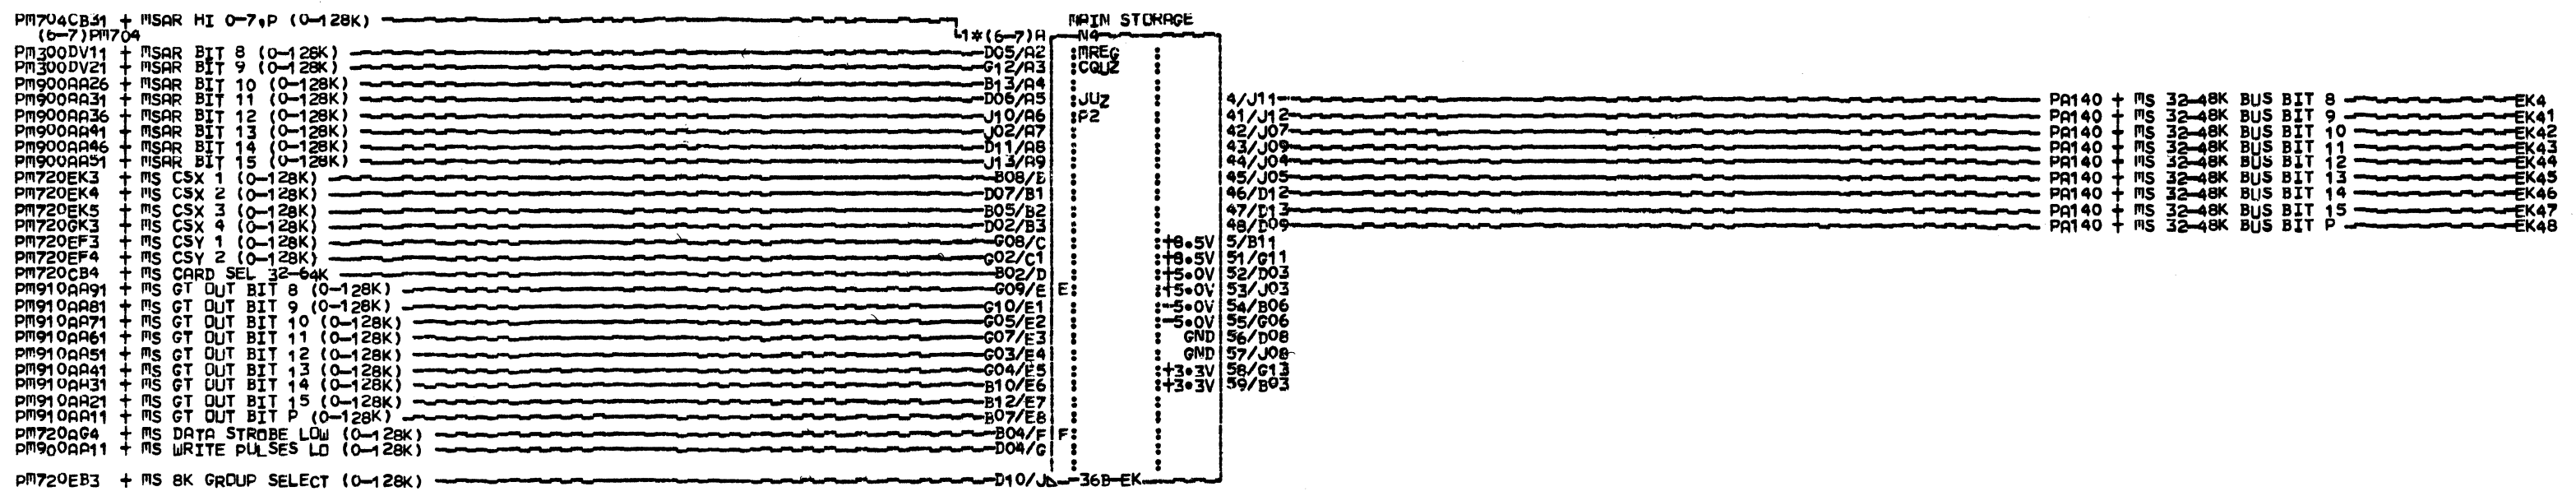 PM704CB31 + MSAR HI 0-7,P (0-128K) MAIN STORAGE
(6-7)PM704 1*(6-7)A N4
PM300DV11 + MSAR BIT 8 (0-128K) D05/A2 MREG
PM300DV21 + MSAR BIT 9 (0-128K) G12/A3 CQUZ
PM900AA26 + MSAR BIT 10 (0-128K) B13/A4
PM900AA31 + MSAR BIT 11 (0-128K) D06/A5 JUZ 4/J11 PA140 + MS 32-48K BUS BIT 8 EK4
PM900AA36 + MSAR BIT 12 (0-128K) J10/A6 P2 41/J12 PA140 + MS 32-48K BUS BIT 9 EK41
PM900AA41 + MSAR BIT 13 (0-128K) J02/A7 42/J07 PA140 + MS 32-48K BUS BIT 10 EK42
PM900AA46 + MSAR BIT 14 (0-128K) D11/A8 43/J09 PA140 + MS 32-48K BUS BIT 11 EK43
PM900AA51 + MSAR BIT 15 (0-128K) J13/A9 44/J04 PA140 + MS 32-48K BUS BIT 12 EK44
PM720EK3 + MS CSX 1 (0-128K) B08/B 45/J05 PA140 + MS 32-48K BUS BIT 13 EK45
PM720EK4 + MS CSX 2 (0-128K) D07/B1 46/D12 PA140 + MS 32-48K BUS BIT 14 EK46
PM720EK5 + MS CSX 3 (0-128K) B05/B2 47/D13 PA140 + MS 32-48K BUS BIT 15 EK47
PM720GK3 + MS CSX 4 (0-128K) D02/B3 48/D09 PA140 + MS 32-48K BUS BIT P EK48
PM720EF3 + MS CSY 1 (0-128K) G08/C +8.5V 5/B11
PM720EF4 + MS CSY 2 (0-128K) G02/C1 +8.5V 51/G11
PM720CB4 + MS CARD SEL 32-64K B02/D +5.0V 52/D03
PM910AA91 + MS GT OUT BIT 8 (0-128K) G09/E E +5.0V 53/J03
PM910AA81 + MS GT OUT BIT 9 (0-128K) G10/E1 -5.0V 54/B06
PM910AA71 + MS GT OUT BIT 10 (0-128K) G05/E2 -5.0V 55/G06
PM910AA61 + MS GT OUT BIT 11 (0-128K) G07/E3 GND 56/D08
PM910AA51 + MS GT OUT BIT 12 (0-128K) G03/E4 GND 57/J08
PM910AA41 + MS GT OUT BIT 13 (0-128K) G04/E5 +3.3V 58/G13
PM910AA31 + MS GT OUT BIT 14 (0-128K) B10/E6 +3.3V 59/B03
PM910AA21 + MS GT OUT BIT 15 (0-128K) B12/E7
PM910AA11 + MS GT OUT BIT P (0-128K) B07/E8
PM720AG4 + MS DATA STROBE LOW (0-128K) B04/F F
PM900AA11 + MS WRITE PULSES LO (0-128K) D04/G
PM720EB3 + MS 8K GROUP SELECT (0-128K) D10/J 36B-EK